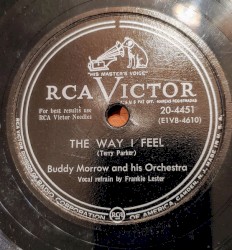 "HIS MASTER'S VOICE"
RCA VICTOR
For best results use
RCA Victor Needles
20-4451
(E1VB-4610)
THE WAY I FEEL
(Terry Parker)
Buddy Morrow and his Orchestra
Vocal refrain by Frankie Lester
RCA